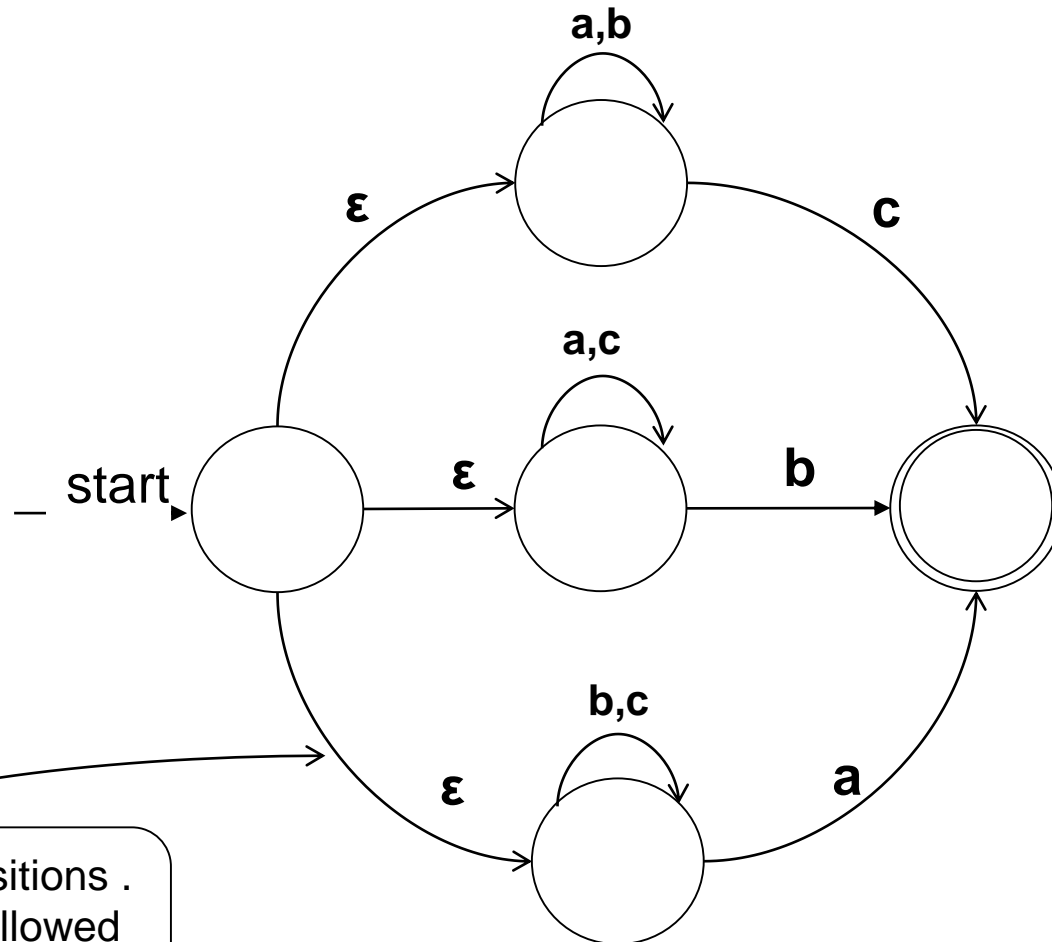 a,b
ε
c
a,c
_ start
ε
b
b,c
ε
a
sitions .
llowed